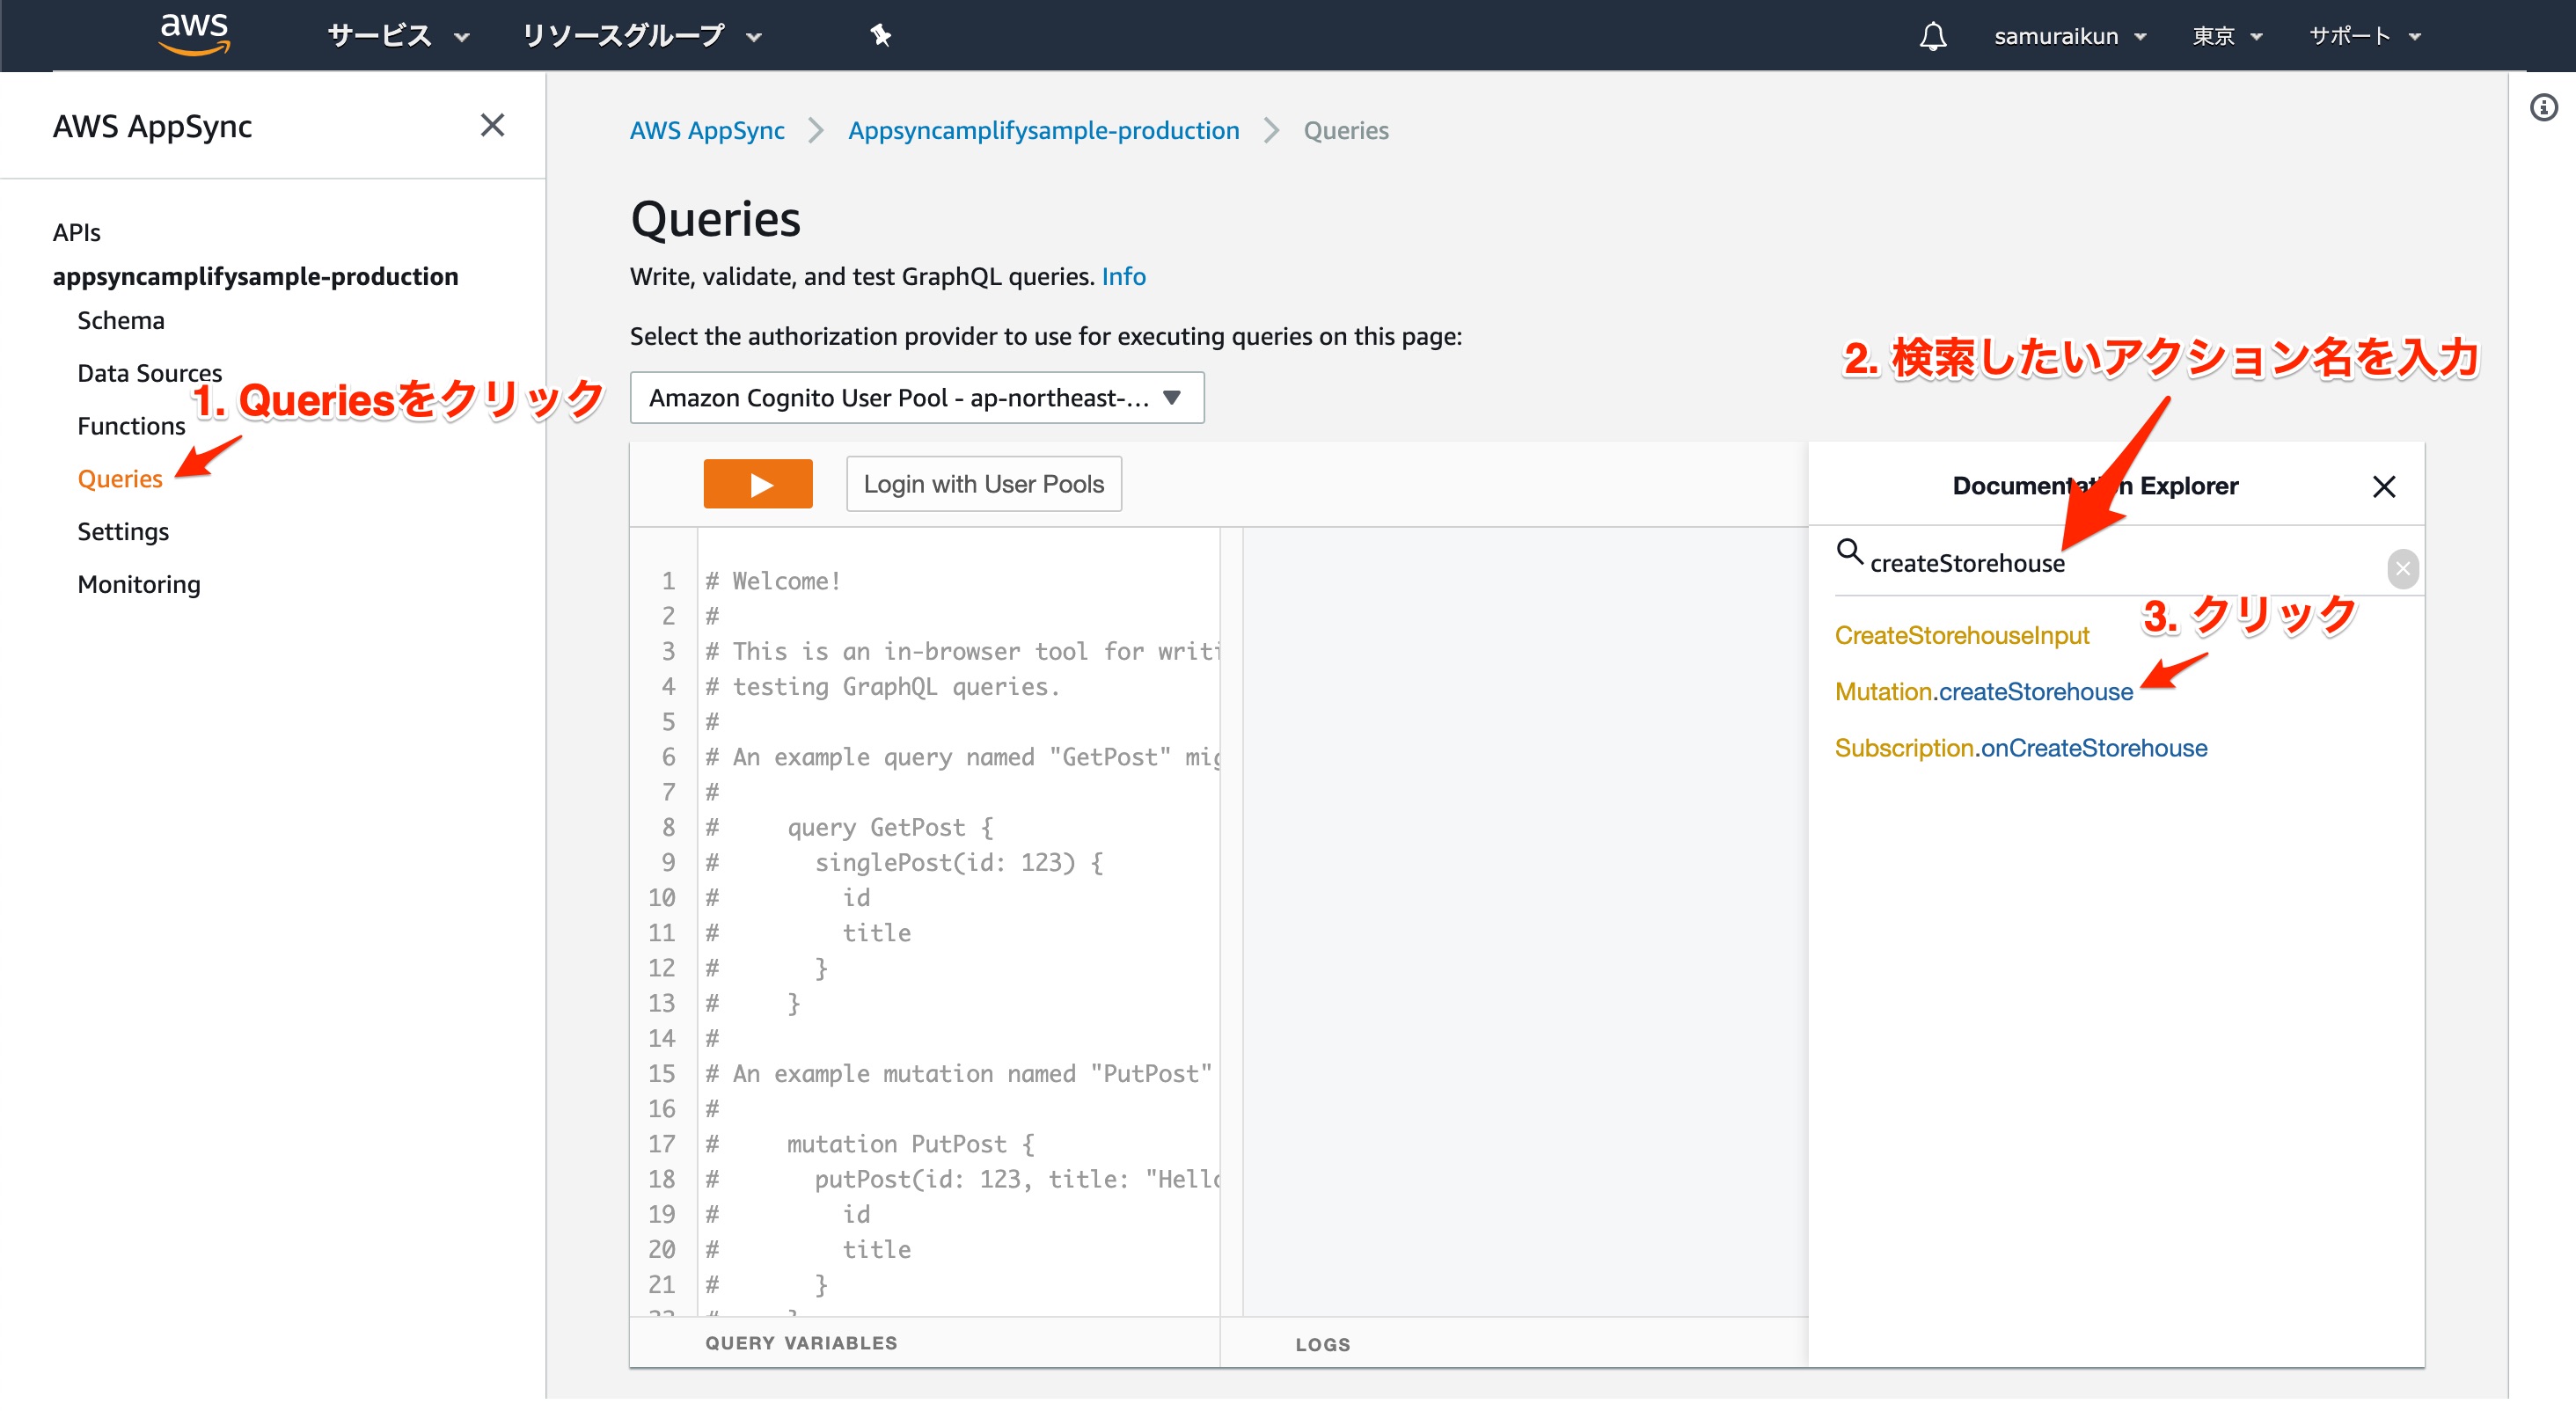 aws サービス リソースグループ samuraikun 東京 サポート
AWS AppSync
APIs
appsyncamplifysample-production
Schema
Data Sources
Functions
Queries
Settings
Monitoring
1. Queriesをクリック
AWS AppSync Appsyncamplifysample-production Queries
Queries
Write, validate, and test GraphQL queries. Info
Select the authorization provider to use for executing queries on this page:
Amazon Cognito User Pool - ap-northeast-...
Login with User Pools
1 # Welcome!
2 #
3 # This is an in-browser tool for writi
4 # testing GraphQL queries.
5 #
6 # An example query named "GetPost" mig
7 #
8 # query GetPost {
9 # singlePost(id: 123) {
10 # id
11 # title
12 # }
13 # }
14 #
15 # An example mutation named "PutPost"
16 #
17 # mutation PutPost {
18 # putPost(id: 123, title: "Hello
19 # id
20 # title
21 # }
QUERY VARIABLES
LOGS
2. 検索したいアクション名を入力
Documentation Explorer
createStorehouse
3. クリック
CreateStorehouseInput
Mutation.createStorehouse
Subscription.onCreateStorehouse